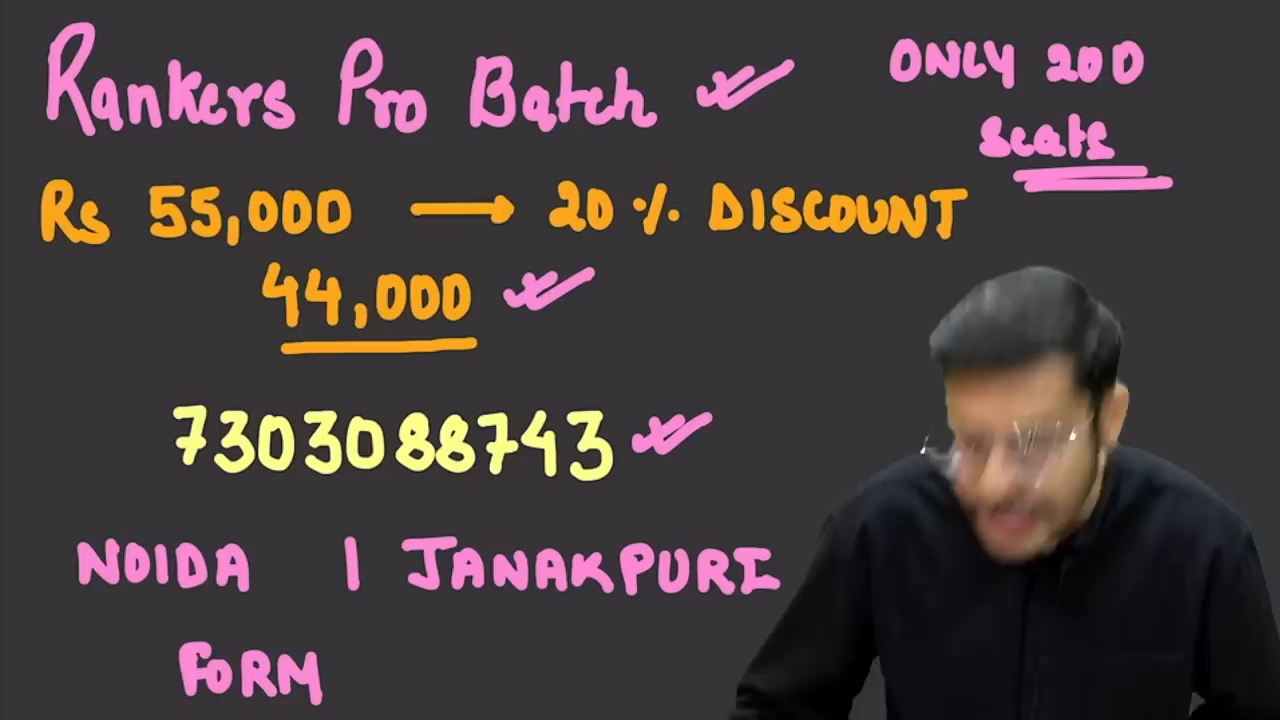 Rankers Pro Batch
ONLY 200
seats
Rs 55,000 → 20% DISCOUNT
44,000
7303088743
NOIDA | JANAKPURI
FORM